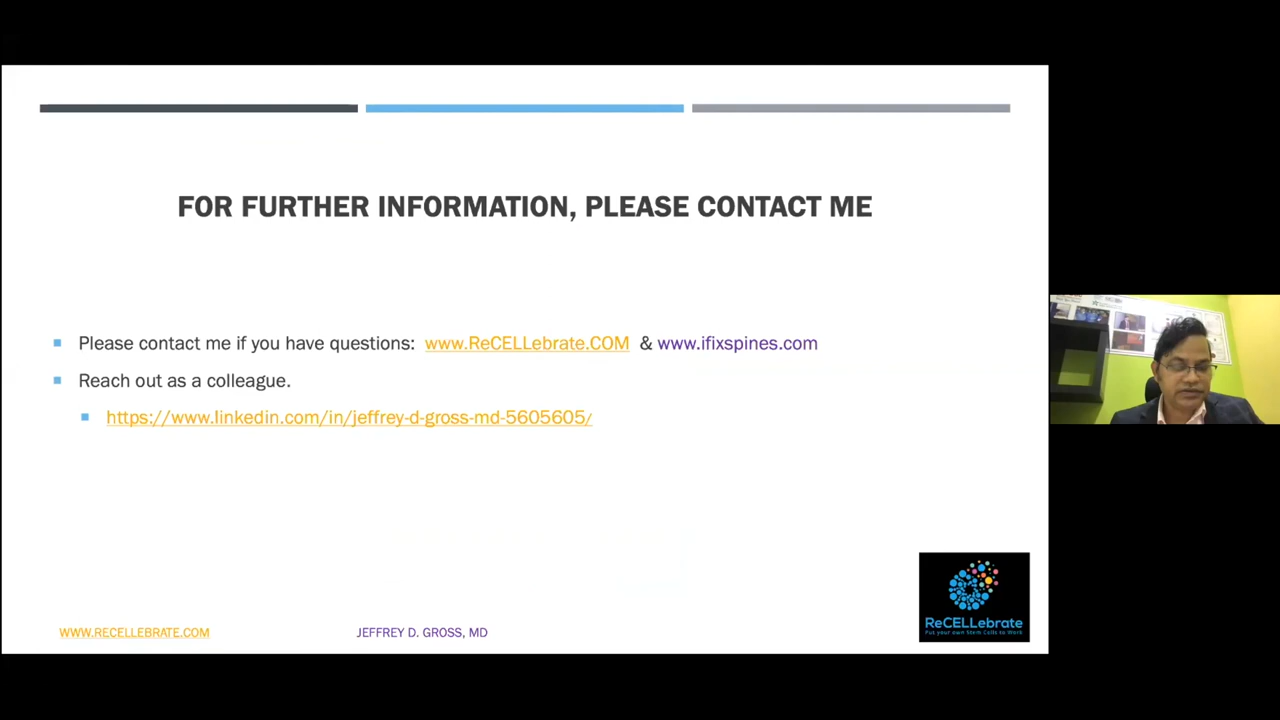 FOR FURTHER INFORMATION, PLEASE CONTACT ME
Please contact me if you have questions: www.ReCELLebrate.COM & www.ifixspines.com
Reach out as a colleague.
https://www.linkedin.com/in/jeffrey-d-gross-md-5605605/
WWW.RECELLEBRATE.COM
JEFFREY D. GROSS, MD
ReCELLebrate
Put your own Stem Cells to Work